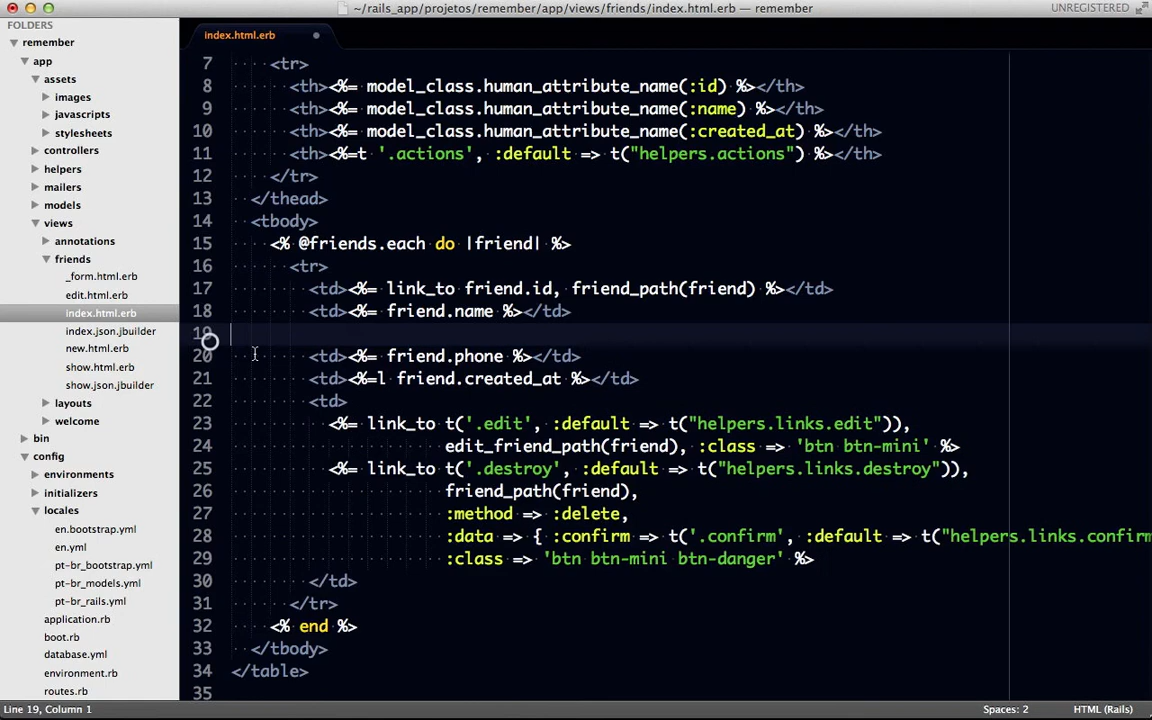 ~/rails_app/projetos/remember/app/views/friends/index.html.erb — remember
UNREGISTERED
FOLDERS
remember
app
assets
images
javascripts
stylesheets
controllers
helpers
mailers
models
views
annotations
friends
_form.html.erb
edit.html.erb
index.html.erb
index.json.jbuilder
new.html.erb
show.html.erb
show.json.jbuilder
layouts
welcome
bin
config
environments
initializers
locales
en.bootstrap.yml
en.yml
pt-br_bootstrap.yml
pt-br_models.yml
pt-br_rails.yml
application.rb
boot.rb
database.yml
environment.rb
routes.rb
index.html.erb
7 <tr>
8 <th><%= model_class.human_attribute_name(:id) %></th>
9 <th><%= model_class.human_attribute_name(:name) %></th>
10 <th><%= model_class.human_attribute_name(:created_at) %></th>
11 <th><%=t '.actions', :default => t("helpers.actions") %></th>
12 </tr>
13 </thead>
14 <tbody>
15 <% @friends.each do |friend| %>
16 <tr>
17 <td><%= link_to friend.id, friend_path(friend) %></td>
18 <td><%= friend.name %></td>
19
20 <td><%= friend.phone %></td>
21 <td><%=l friend.created_at %></td>
22 <td>
23 <%= link_to t('.edit', :default => t("helpers.links.edit")),
24 edit_friend_path(friend), :class => 'btn btn-mini' %>
25 <%= link_to t('.destroy', :default => t("helpers.links.destroy")),
26 friend_path(friend),
27 :method => :delete,
28 :data => { :confirm => t('.confirm', :default => t("helpers.links.confirm
29 :class => 'btn btn-mini btn-danger' %>
30 </td>
31 </tr>
32 <% end %>
33 </tbody>
34 </table>
35
Line 19, Column 1
Spaces: 2
HTML (Rails)